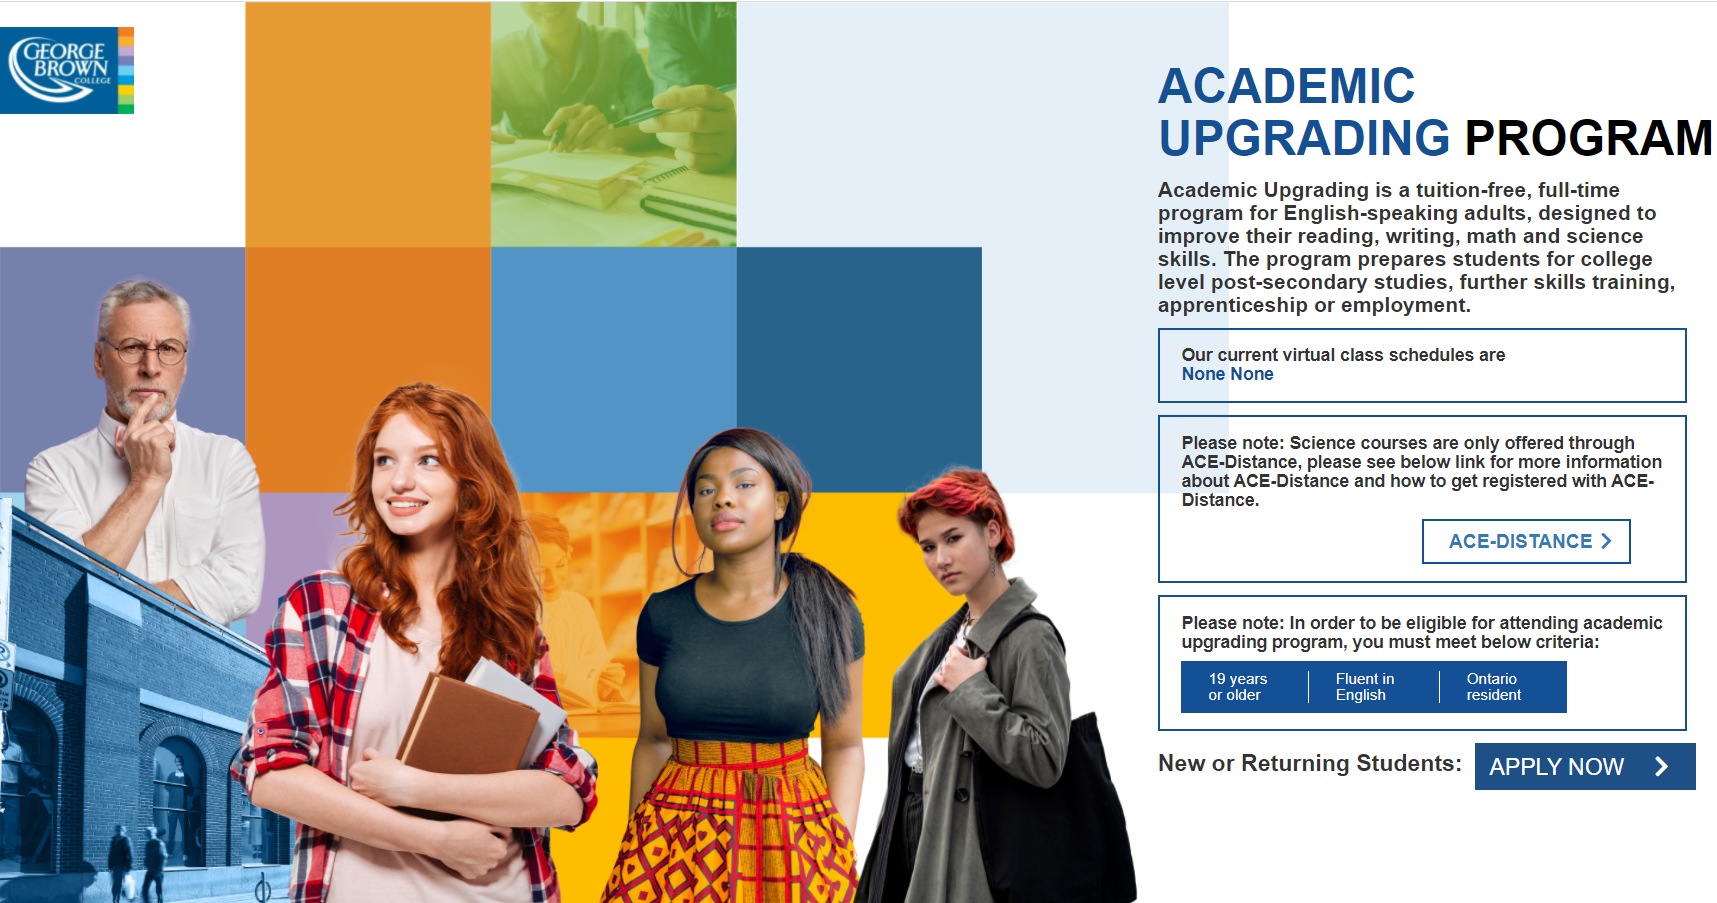 GEORGE
BROWN
COLLEGE
ACADEMIC
UPGRADING PROGRAM
Academic Upgrading is a tuition-free, full-time
program for English-speaking adults, designed to
improve their reading, writing, math and science
skills. The program prepares students for college
level post-secondary studies, further skills training,
apprenticeship or employment.
Our current virtual class schedules are
None None
Please note: Science courses are only offered through
ACE-Distance, please see below link for more information
about ACE-Distance and how to get registered with ACE-
Distance.
ACE-DISTANCE
Please note: In order to be eligible for attending academic
upgrading program, you must meet below criteria:
19 years
or older
Fluent in
English
Ontario
resident
New or Returning Students:
APPLY NOW